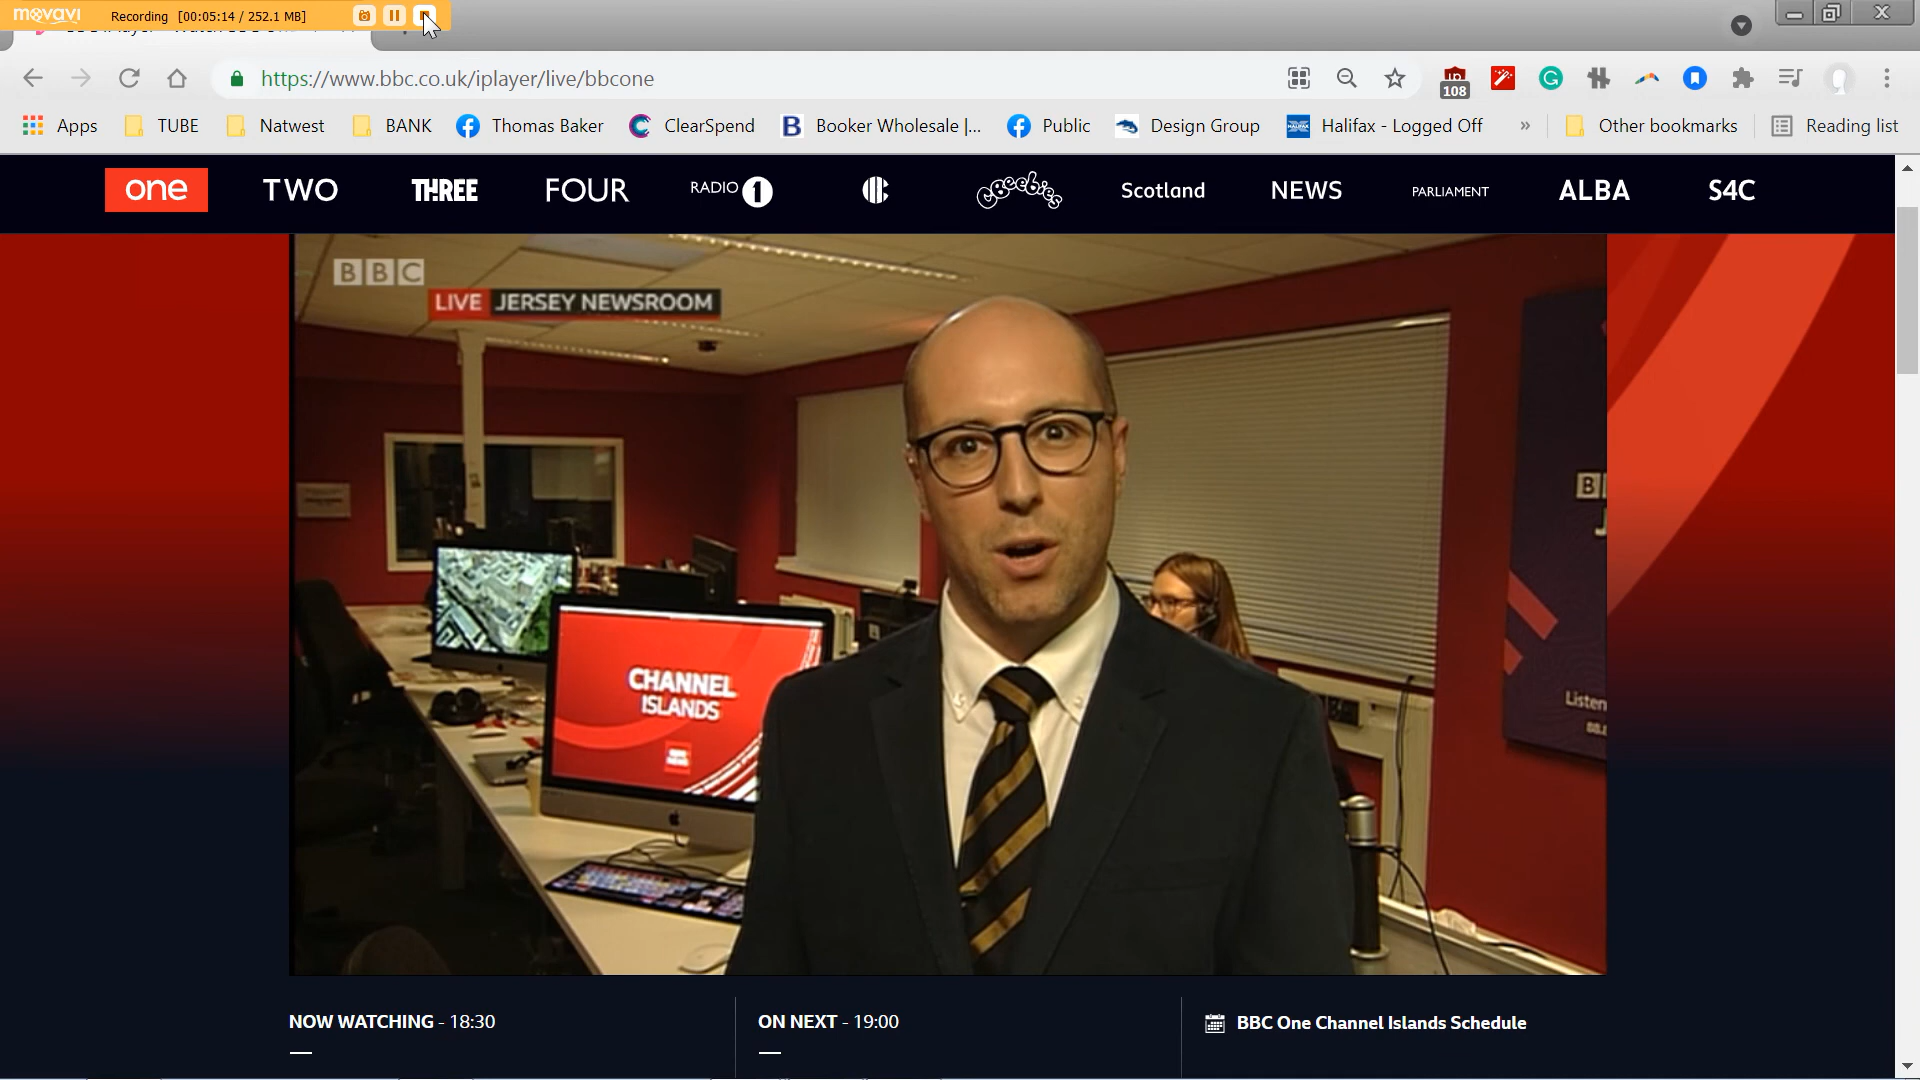 movavi Recording [00:05:14 / 252.1 MB]
https://www.bbc.co.uk/iplayer/live/bbcone
108
Apps TUBE Natwest BANK Thomas Baker ClearSpend Booker Wholesale |... Public Design Group Halifax - Logged Off » Other bookmarks Reading list
one TWO THREE FOUR RADIO 1 CBeebies Scotland NEWS PARLIAMENT ALBA S4C
BBC
LIVE JERSEY NEWSROOM
CHANNEL
ISLANDS
B
J
Listen
NOW WATCHING - 18:30 ON NEXT - 19:00 BBC One Channel Islands Schedule